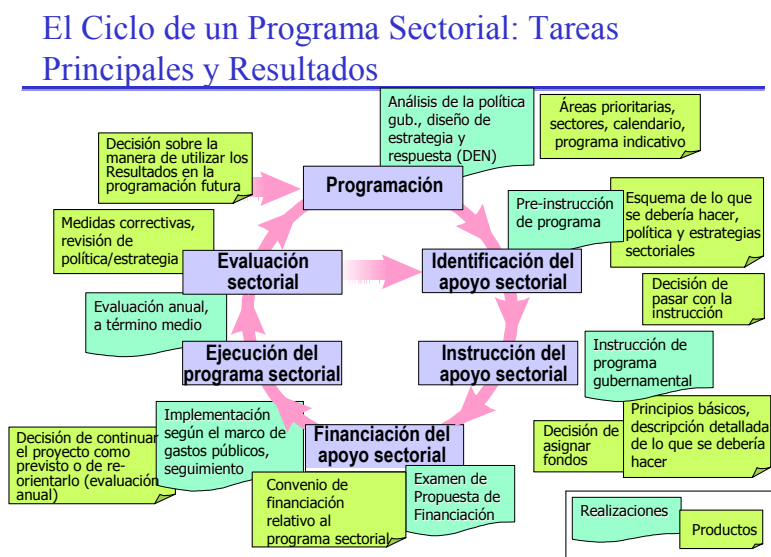 El Ciclo de un Programa Sectorial: Tareas
Principales y Resultados
Análisis de la política
gub., diseño de
estrategia y
respuesta (DEN)
Áreas prioritarias,
sectores, calendario,
programa indicativo
Decisión sobre la
manera de utilizar los
Resultados en la
programación futura
Programación
Pre-instrucción
de programa
Esquema de lo que
se debería hacer,
política y estrategias
sectoriales
Medidas correctivas,
revisión de
política/estrategia
Evaluación
sectorial
Identificación del
apoyo sectorial
Decisión de
pasar con la
instrucción
Evaluación anual,
a término medio
Ejecución del
programa sectorial
Instrucción del
apoyo sectorial
Instrucción de
programa
gubernamental
Principios básicos,
descripción detallada
de lo que se debería
hacer
Decisión de
asignar
fondos
Financiación del
apoyo sectorial
Implementación
según el marco de
gastos públicos,
seguimiento
Decisión de continuar
el proyecto como
previsto o de re-
orientarlo (evaluación
anual)
Convenio de
financiación
relativo al
programa sectorial
Examen de
Propuesta de
Financiación
Realizaciones
Productos